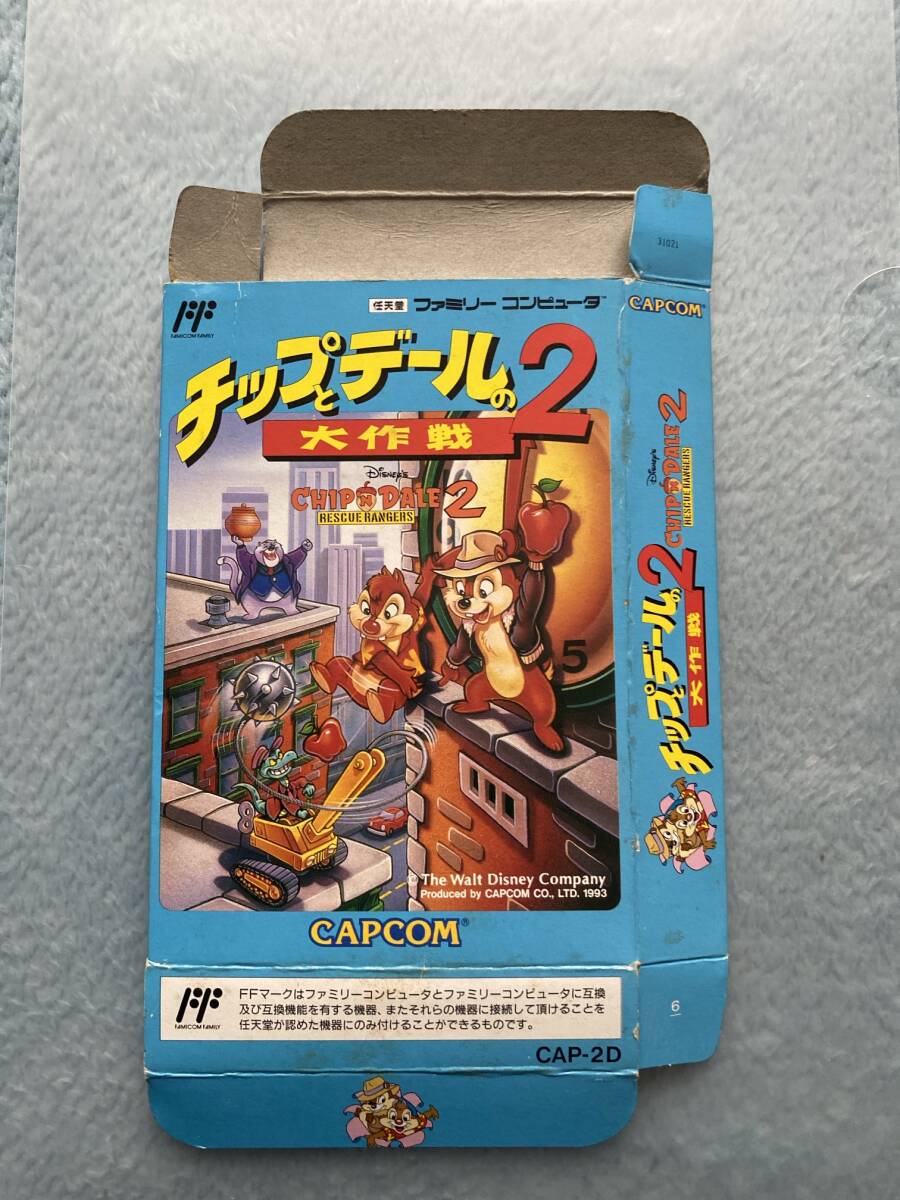 31021
FF
FAMICOM FAMILY
任天堂 ファミリー コンピュータ™
チップとデールの2
大作戦
Disney's
CHIP 'N DALE 2
RESCUE RANGERS
5
8
© The Walt Disney Company
Produced by CAPCOM CO., LTD. 1993
CAPCOM®
FF
FAMICOM FAMILY
FFマークはファミリーコンピュータとファミリーコンピュータに互換
及び互換機能を有する機器、またそれらの機器に接続して頂けることを
任天堂が認めた機器にのみ付けることができるものです。
CAP-2D
CAPCOM®
Disney's
CHIP 'N DALE 2
RESCUE RANGERS
チップとデールの2
大作戦
6